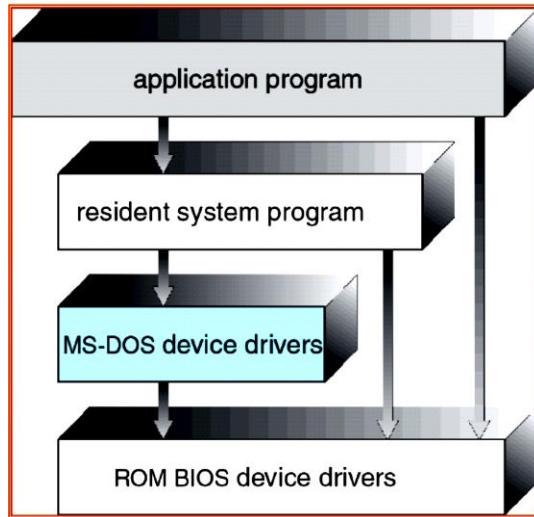 application program
resident system program
MS-DOS device drivers
ROM BIOS device drivers